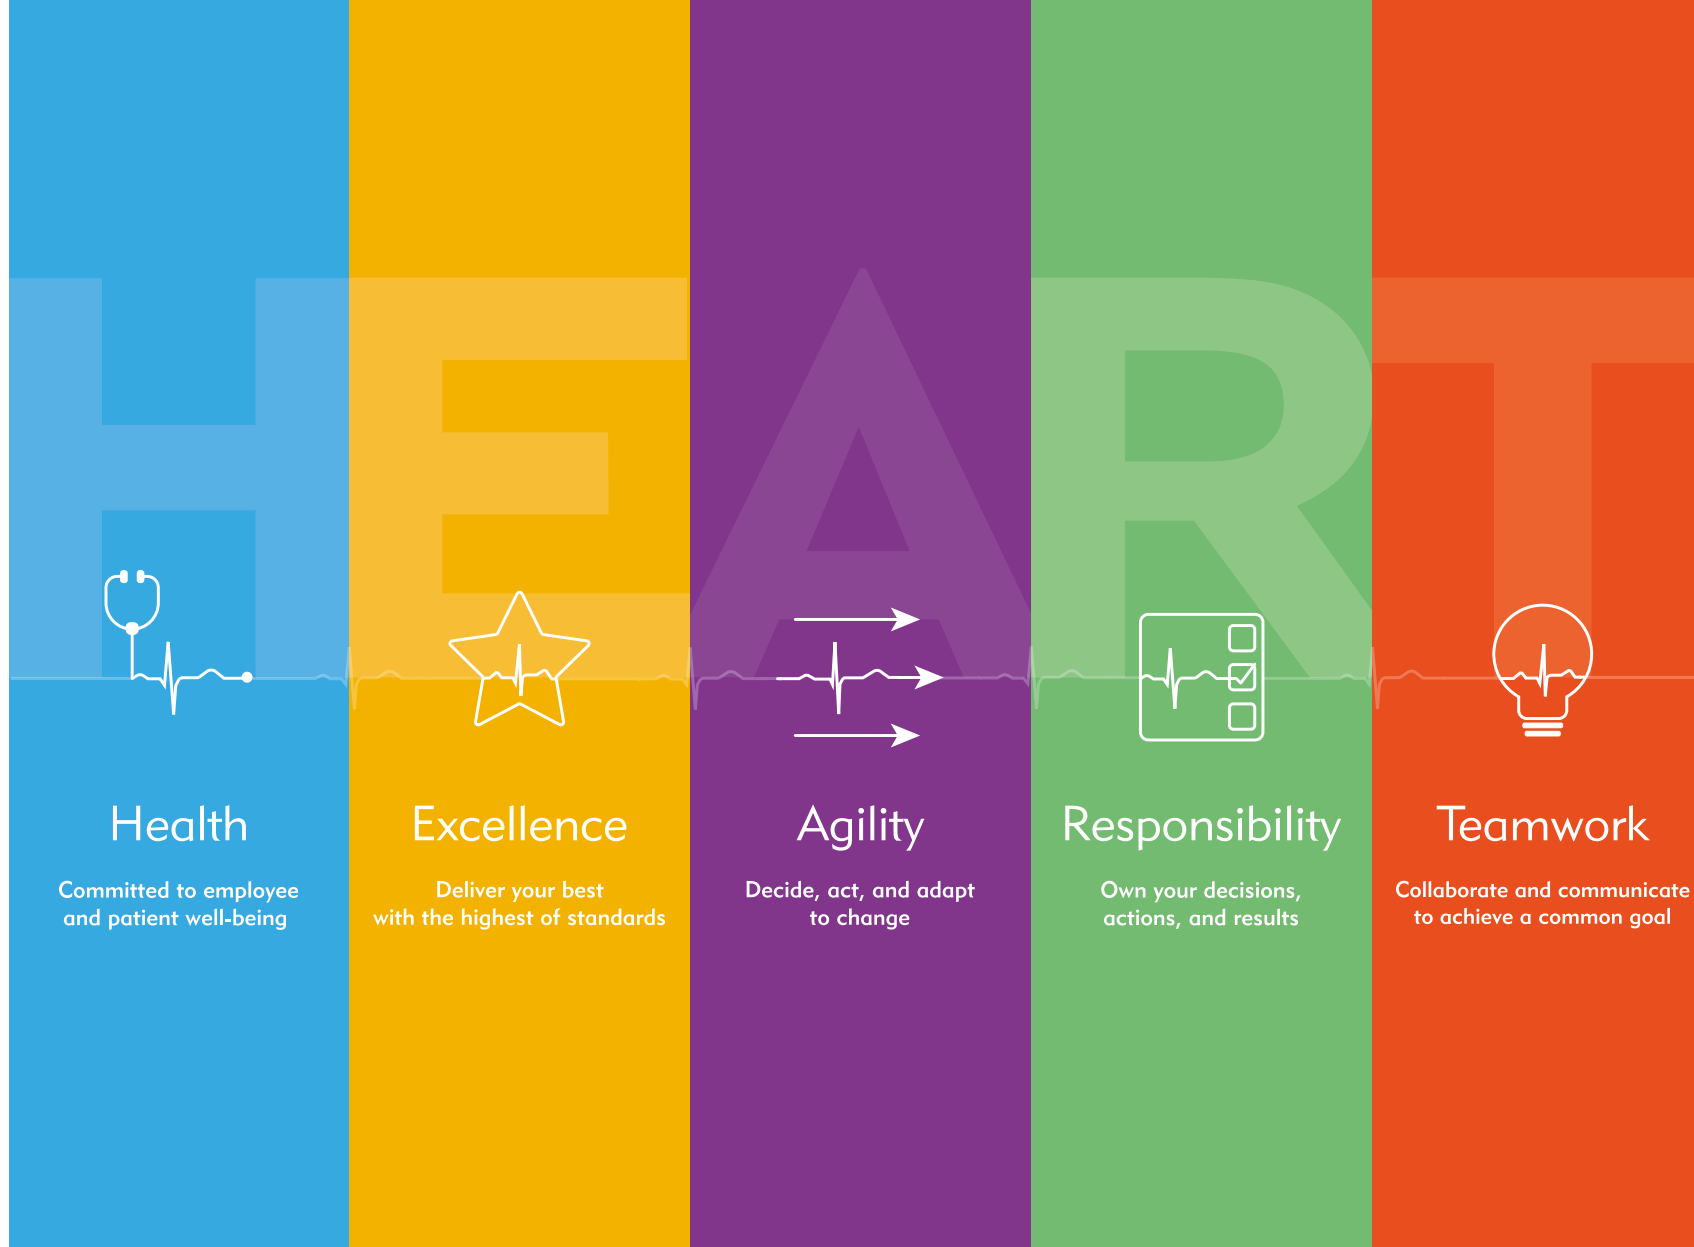 HEART
Health
Committed to employee
and patient well-being
Excellence
Deliver your best
with the highest of standards
Agility
Decide, act, and adapt
to change
Responsibility
Own your decisions,
actions, and results
Teamwork
Collaborate and communicate
to achieve a common goal